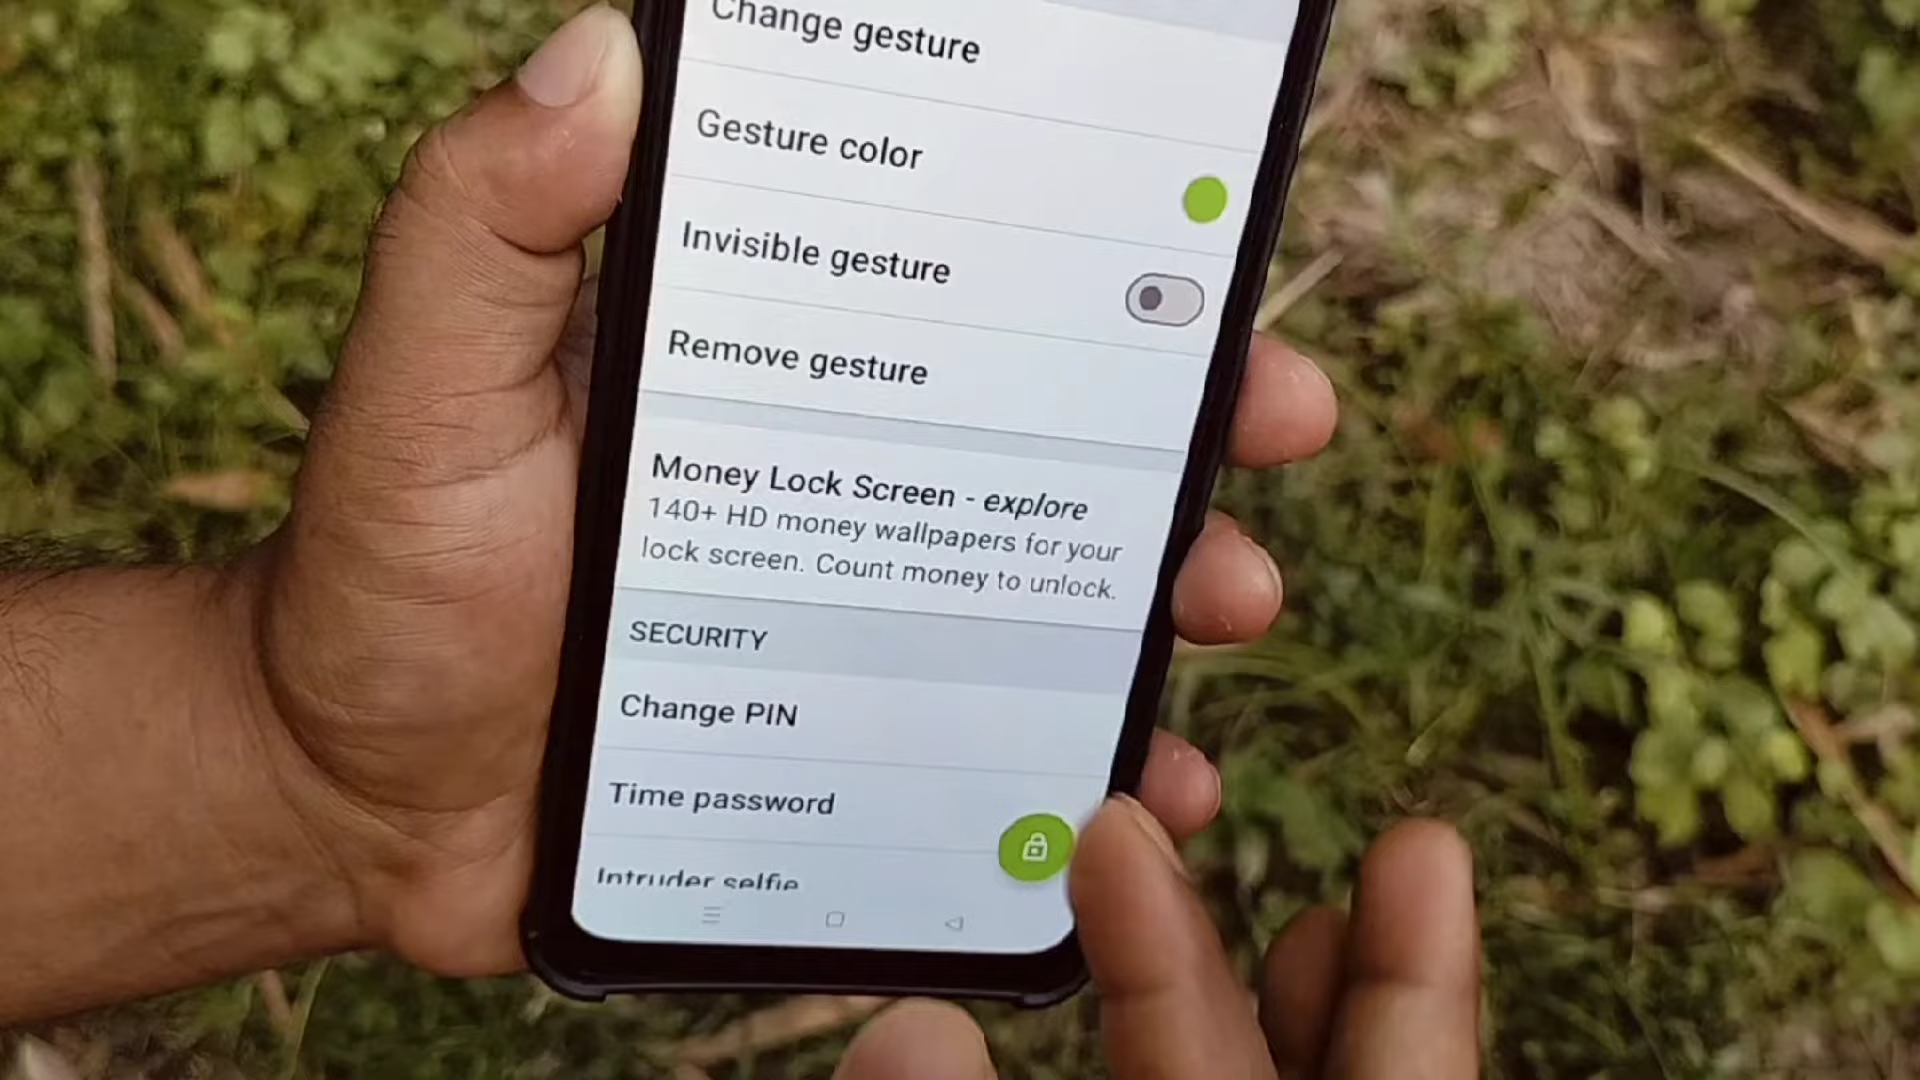 Change gesture
Gesture color
Invisible gesture
Remove gesture
Money Lock Screen - explore
140+ HD money wallpapers for your
lock screen. Count money to unlock.
SECURITY
Change PIN
Time password
Intruder selfie